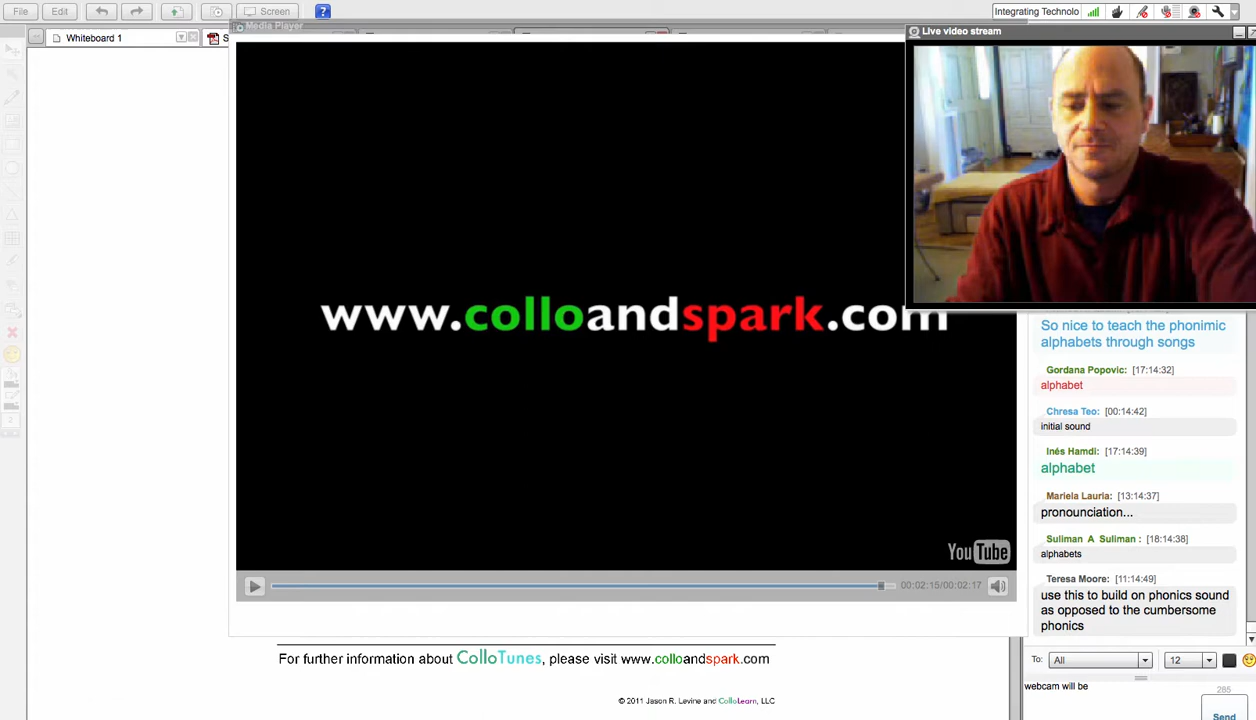 File Edit Screen ? Integrating Technolo
Media Player
Whiteboard 1
Live video stream
www.colloandspark.com
So nice to teach the phonimic
alphabets through songs
Gordana Popovic: [17:14:32]
alphabet
Chresa Teo: [00:14:42]
initial sound
Inés Hamdi: [17:14:39]
alphabet
Mariela Lauria: [13:14:37]
pronounciation...
Suliman A Suliman : [18:14:38]
alphabets
YouTube
Teresa Moore: [11:14:49]
use this to build on phonics sound
as opposed to the cumbersome
phonics
00:02:15/00:02:17
For further information about ColloTunes, please visit www.colloandspark.com
To: All 12
webcam will be
285
Send
© 2011 Jason R. Levine and ColloLearn, LLC